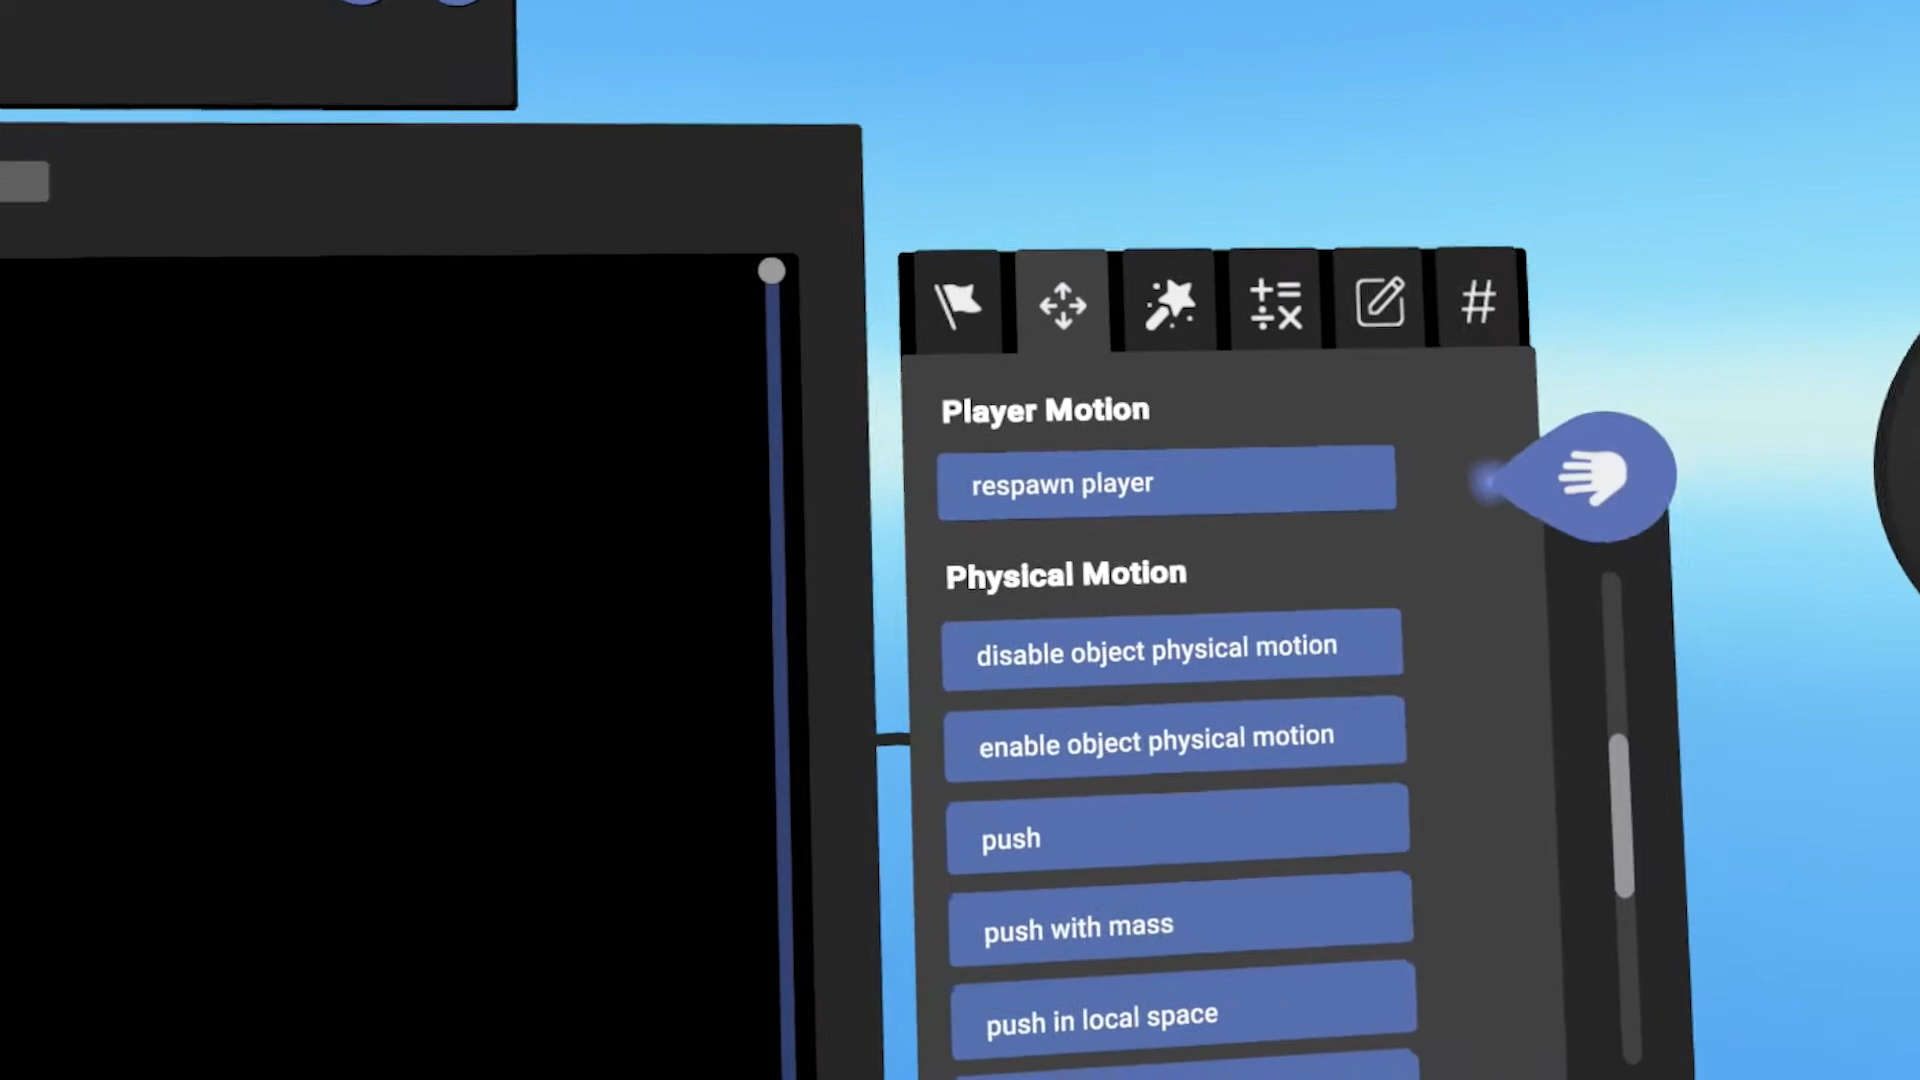 #
Player Motion
respawn player
Physical Motion
disable object physical motion
enable object physical motion
push
push with mass
push in local space